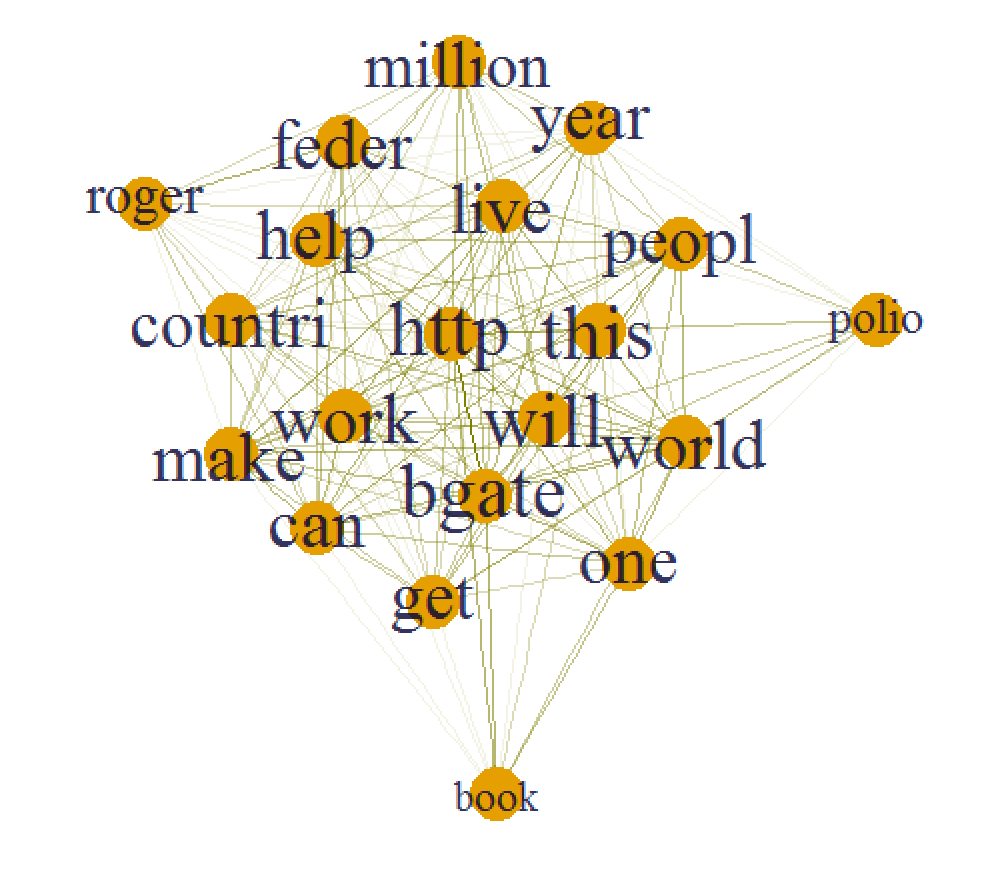 million
year
feder
roger
live
help
peopl
countri
http
this
polio
work
will
world
make
bgate
can
one
get
book